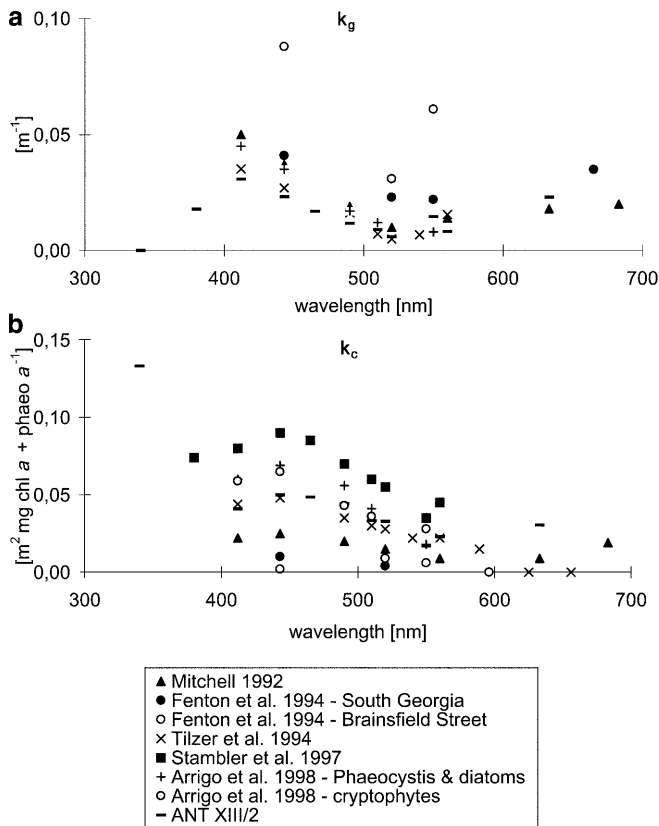 a
k_g
0,10
0,05
0,00
[m⁻¹]
300 400 500 600 700
wavelength [nm]
b
k_c
0,15
0,10
0,05
0,00
[m² mg chl a + phaeo a⁻¹]
300 400 500 600 700
wavelength [nm]
Mitchell 1992
Fenton et al. 1994 - South Georgia
Fenton et al. 1994 - Brainsfield Street
Tilzer et al. 1994
Stambler et al. 1997
Arrigo et al. 1998 - Phaeocystis & diatoms
Arrigo et al. 1998 - cryptophytes
ANT XIII/2